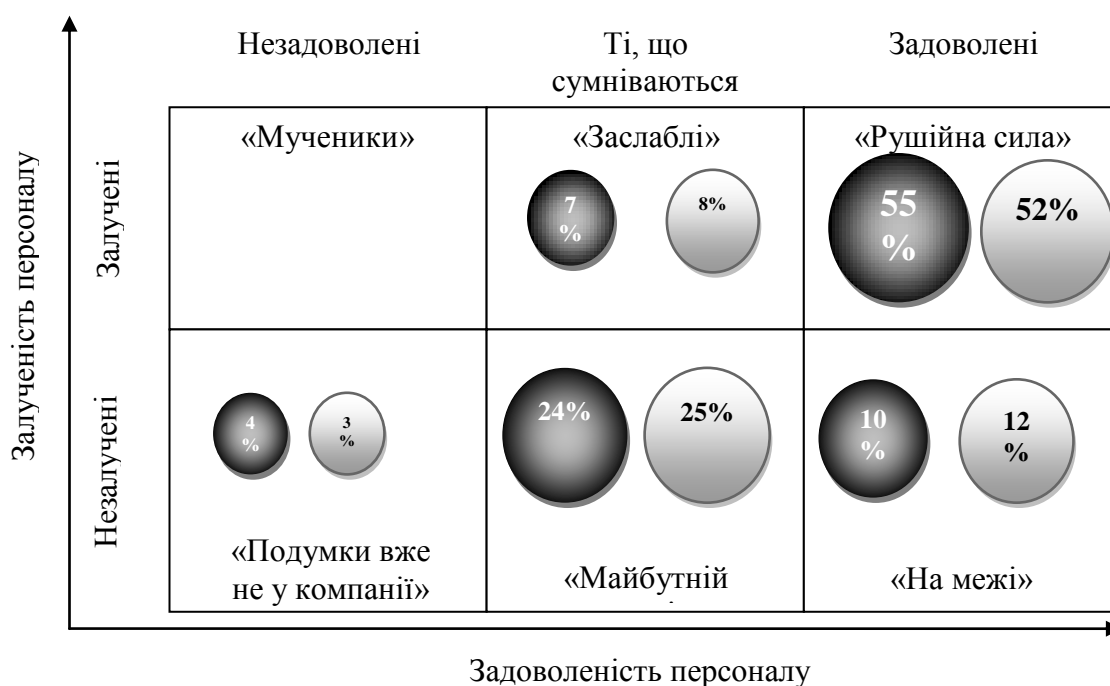 Незадоволені
Ті, що
сумніваються
Задоволені
Залученість персоналу
Залучені
Незалучені
«Мученики»
«Заслаблі»
7
%
8%
«Рушійна сила»
55
%
52%
4
%
3
%
«Подумки вже
не у компанії»
24%
25%
«Майбутній
10
%
12
%
«На межі»
Задоволеність персоналу